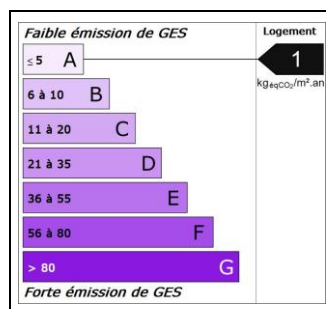 Faible émission de GES
Logement
≤ 5 A
1
kgéqCO₂/m².an
6 à 10 B
11 à 20 C
21 à 35 D
36 à 55 E
56 à 80 F
> 80 G
Forte émission de GES